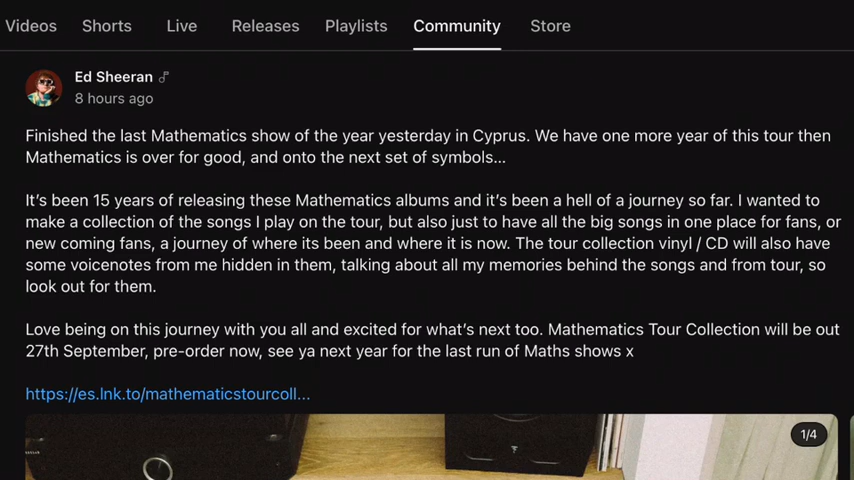 Videos Shorts Live Releases Playlists Community Store
Ed Sheeran
8 hours ago
Finished the last Mathematics show of the year yesterday in Cyprus. We have one more year of this tour then
Mathematics is over for good, and onto the next set of symbols...
It's been 15 years of releasing these Mathematics albums and it's been a hell of a journey so far. I wanted to
make a collection of the songs I play on the tour, but also just to have all the big songs in one place for fans, or
new coming fans, a journey of where its been and where it is now. The tour collection vinyl / CD will also have
some voicenotes from me hidden in them, talking about all my memories behind the songs and from tour, so
look out for them.
Love being on this journey with you all and excited for what's next too. Mathematics Tour Collection will be out
27th September, pre-order now, see ya next year for the last run of Maths shows x
https://es.lnk.to/mathematicstourcoll...
1/4